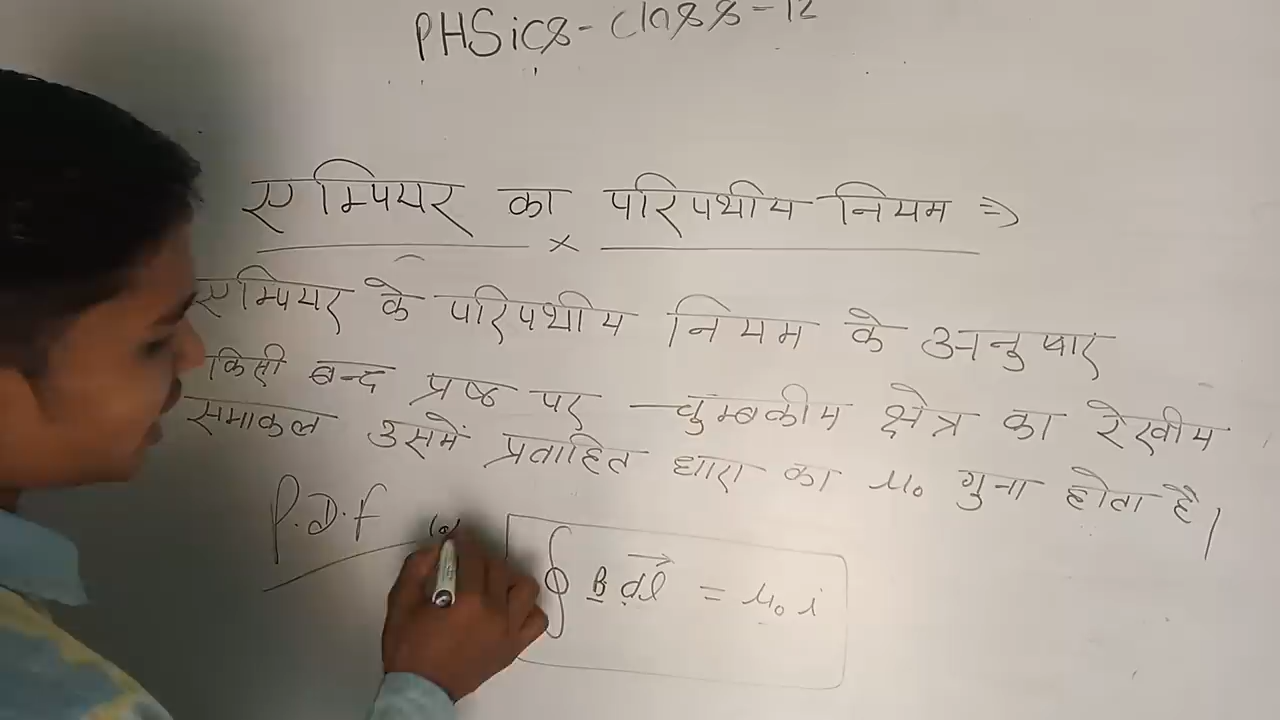 PHSics - Class - 12
एम्पियर का परिपथीय नियम ⇒
एम्पियर के परिपथीय नियम के अनुषार
किसी बन्द प्रष्ठ पर चुम्बकीय क्षेत्र का रेखीय
समाकल उसमें प्रवाहित धारा का μ₀ गुना होता है।
P.D.F
∮ B dl⃗ = μ₀ i